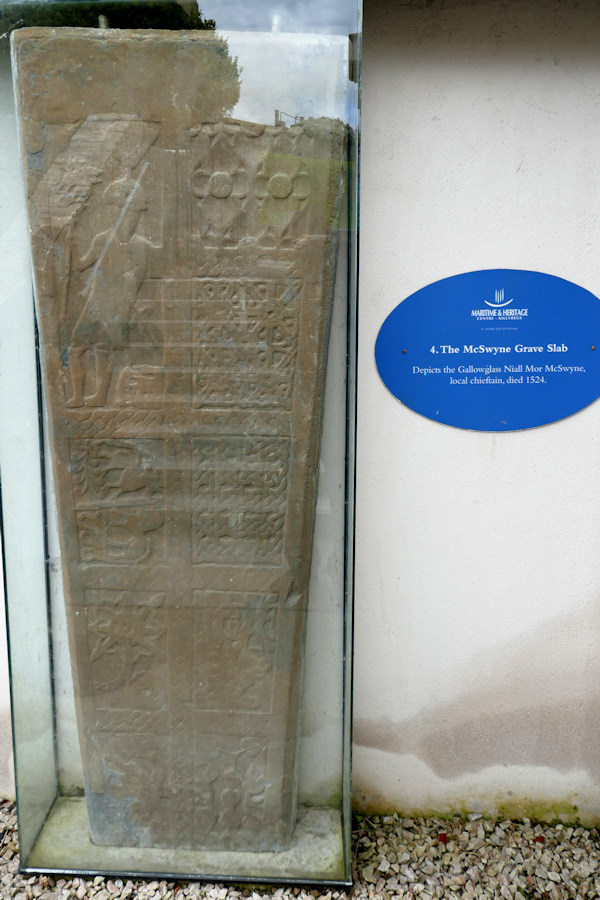 MARITIME & HERITAGE
CENTRE - KILLYBEGS
4. The McSwyne Grave Slab
Depicts the Gallowglass Niall Mor McSwyne,
local chieftain, died 1524.